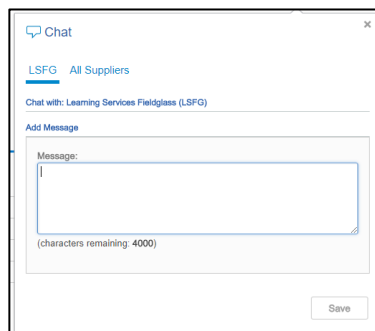 Chat
LSFG All Suppliers
Chat with: Learning Services Fieldglass (LSFG)
Add Message
Message:
(characters remaining: 4000)
Save